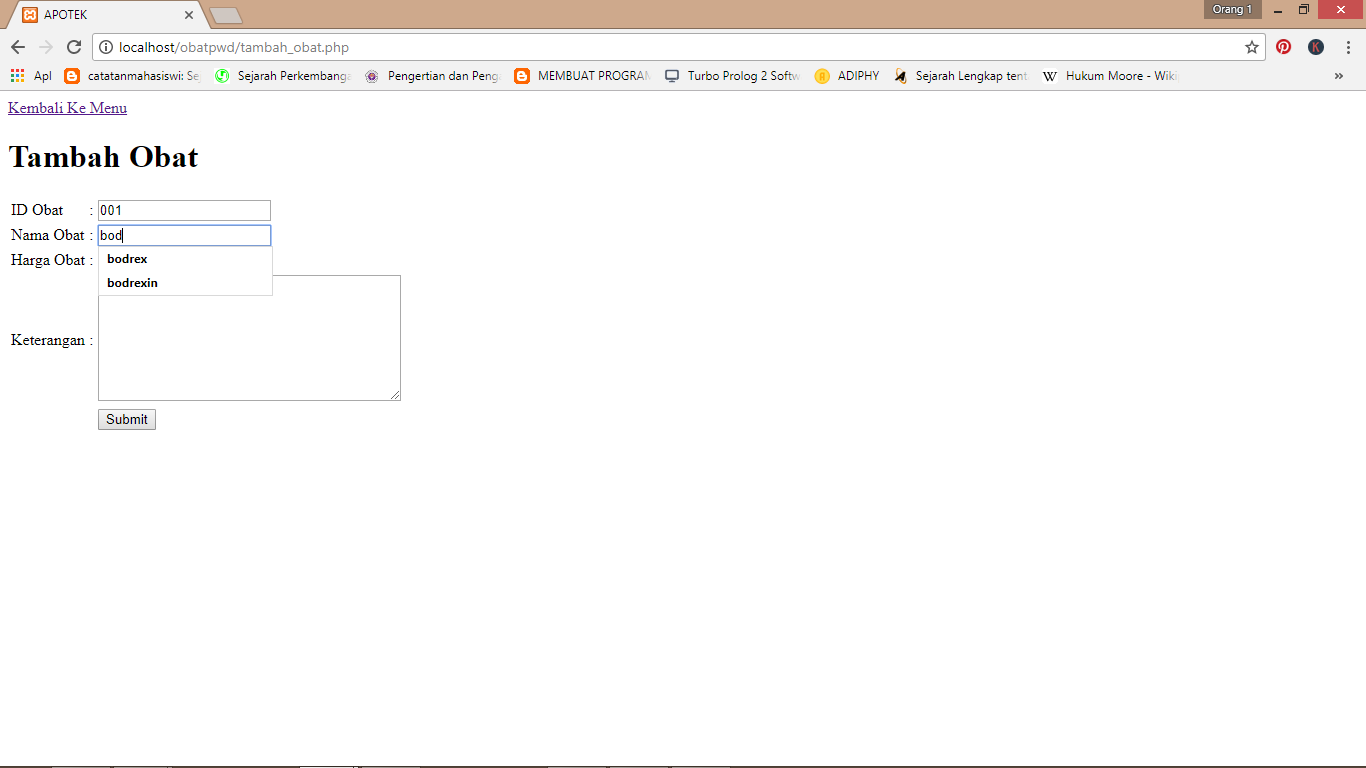 APOTEK
Orang 1
localhost/obatpwd/tambah_obat.php
Apl catatanmahasiswi: Se Sejarah Perkembanga Pengertian dan Peng MEMBUAT PROGRAM Turbo Prolog 2 Softw ADIPHY Sejarah Lengkap tent Hukum Moore - Wiki »
Kembali Ke Menu
Tambah Obat
ID Obat : 001
Nama Obat : bod
bodrex
Harga Obat :
bodrexin
Keterangan :
Submit